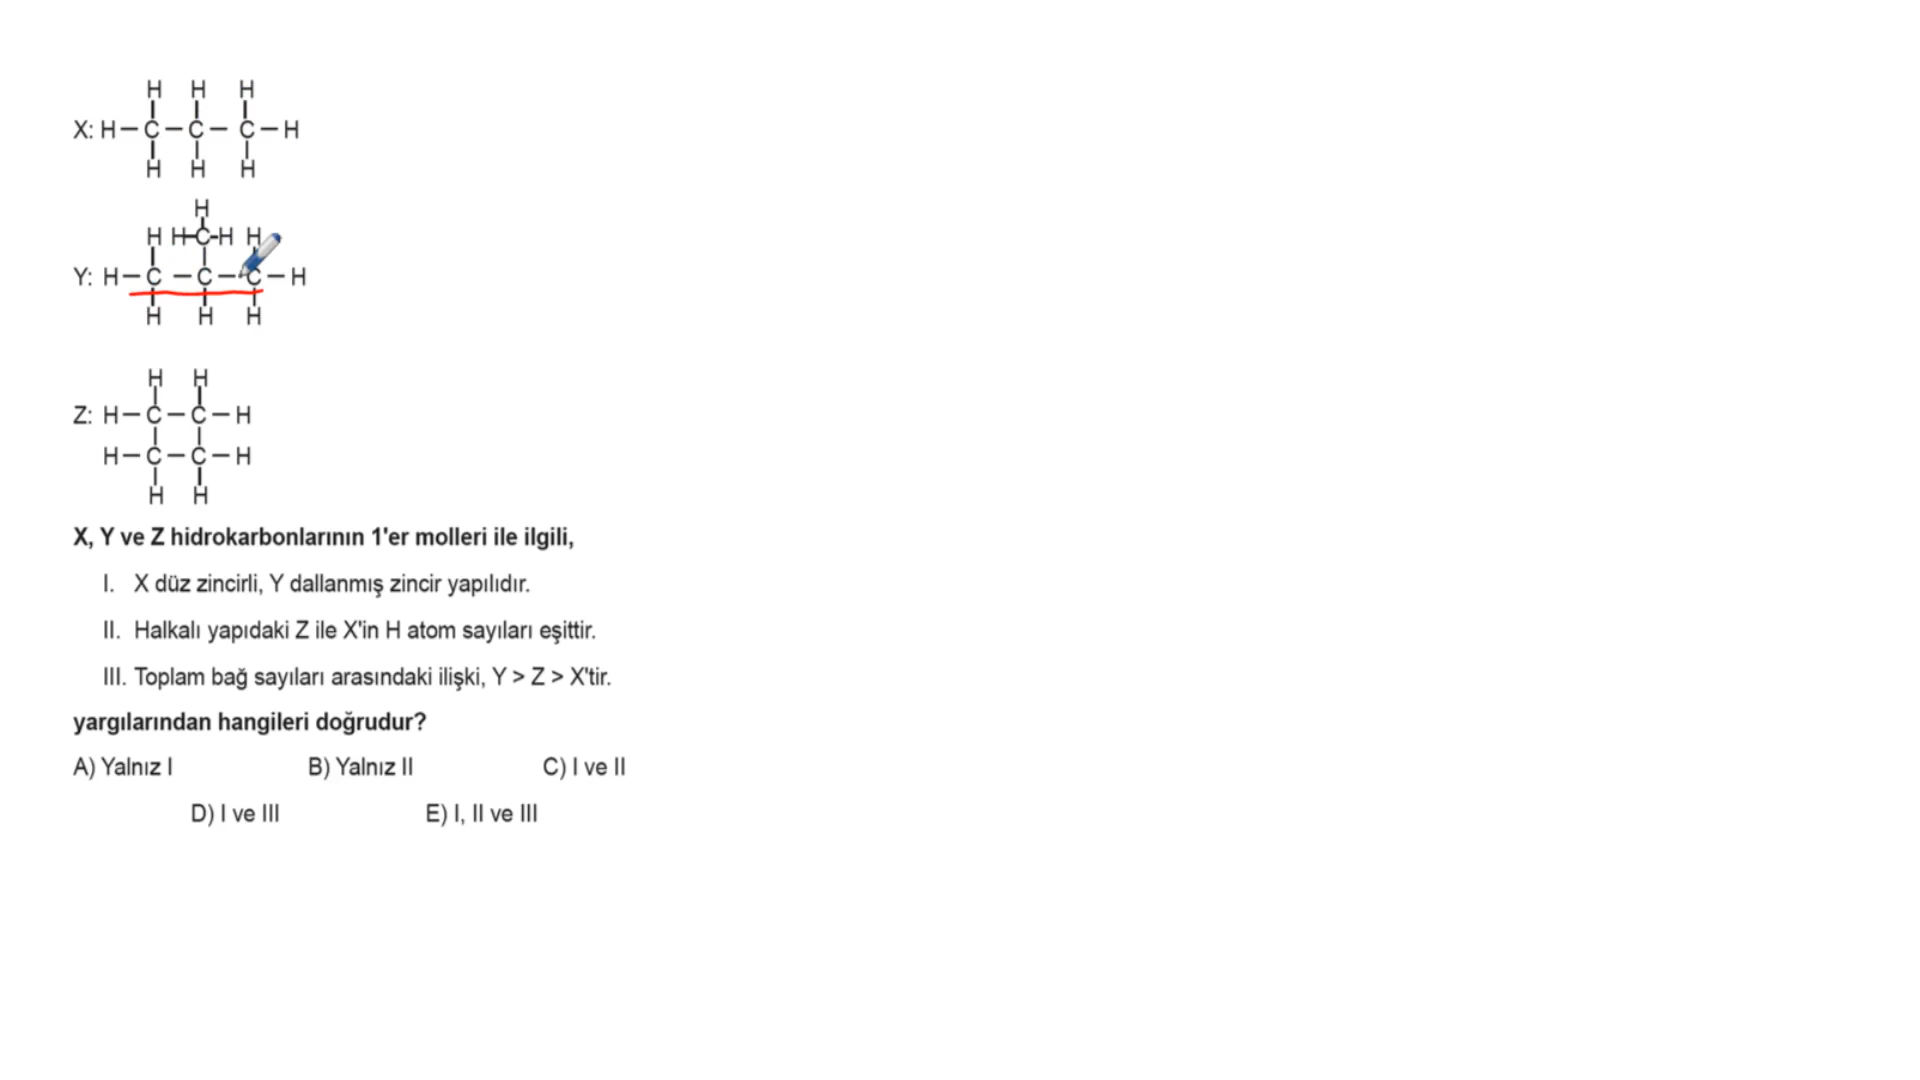 H H H
X: H–C–C–C–H
H H H
H
H H–C–H H
Y: H–C–C–C–H
H H H
H H
Z: H–C–C–H
H–C–C–H
H H
X, Y ve Z hidrokarbonlarının 1'er molleri ile ilgili,
I. X düz zincirli, Y dallanmış zincir yapılıdır.
II. Halkalı yapıdaki Z ile X'in H atom sayıları eşittir.
III. Toplam bağ sayıları arasındaki ilişki, Y > Z > X'tir.
yargılarından hangileri doğrudur?
A) Yalnız I B) Yalnız II C) I ve II
D) I ve III E) I, II ve III